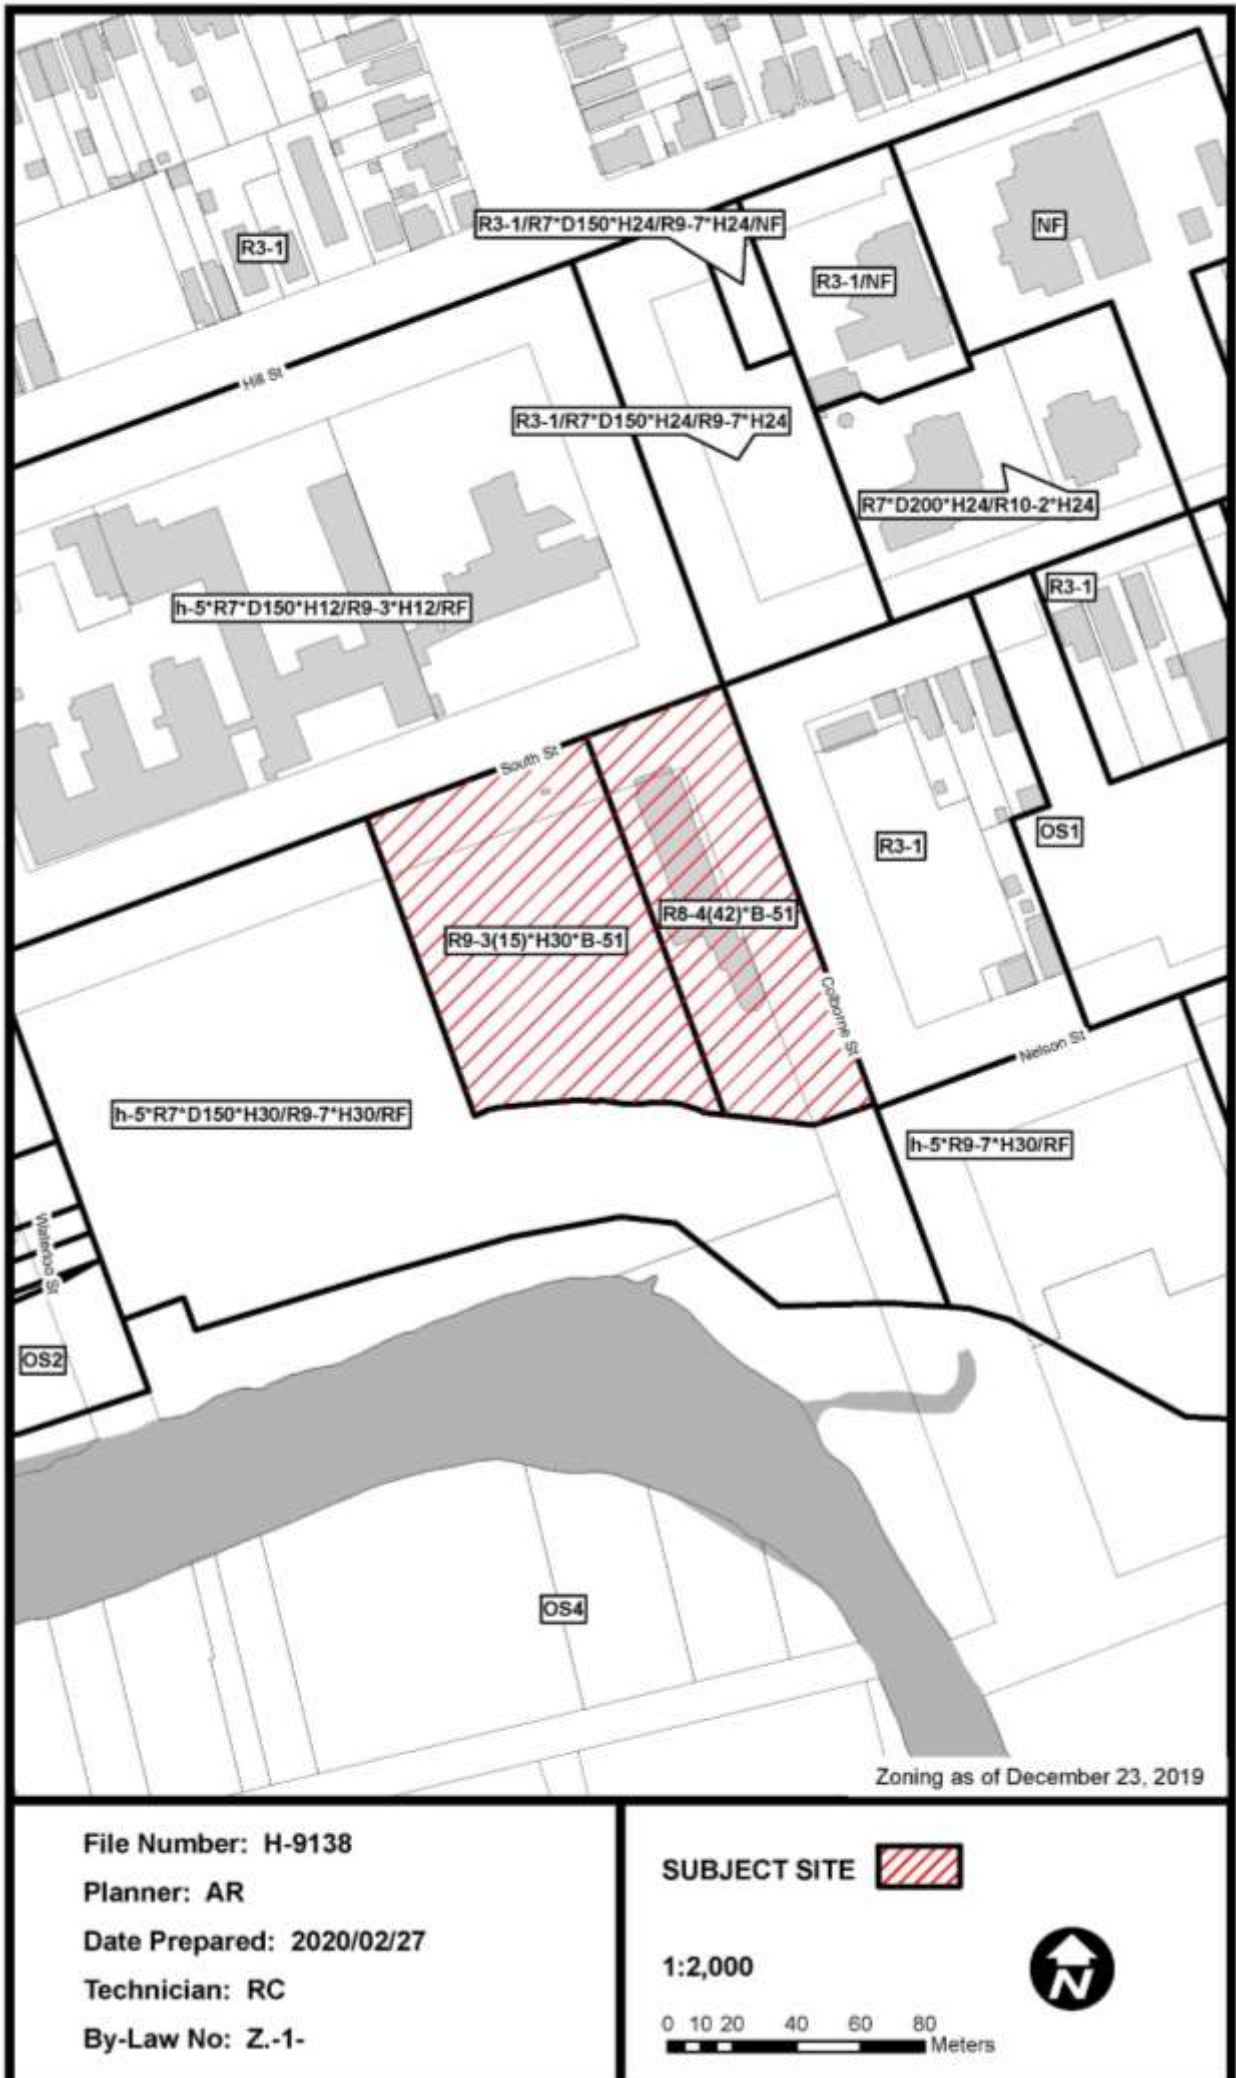 R3-1/R7*D150*H24/R9-7*H24/NF
NF
R3-1
R3-1/NF
Hill St
R3-1/R7*D150*H24/R9-7*H24
R7*D200*H24/R10-2*H24
R3-1
h-5*R7*D150*H12/R9-3*H12/RF
South St
OS1
R3-1
R8-4(42)*B-51
R9-3(15)*H30*B-51
Colborne St
Nelson St
h-5*R7*D150*H30/R9-7*H30/RF
h-5*R9-7*H30/RF
Waterloo St
OS2
OS4
Zoning as of December 23, 2019
File Number: H-9138
Planner: AR
Date Prepared: 2020/02/27
Technician: RC
By-Law No: Z.-1-
SUBJECT SITE
1:2,000
0 10 20 40 60 80
Meters
N